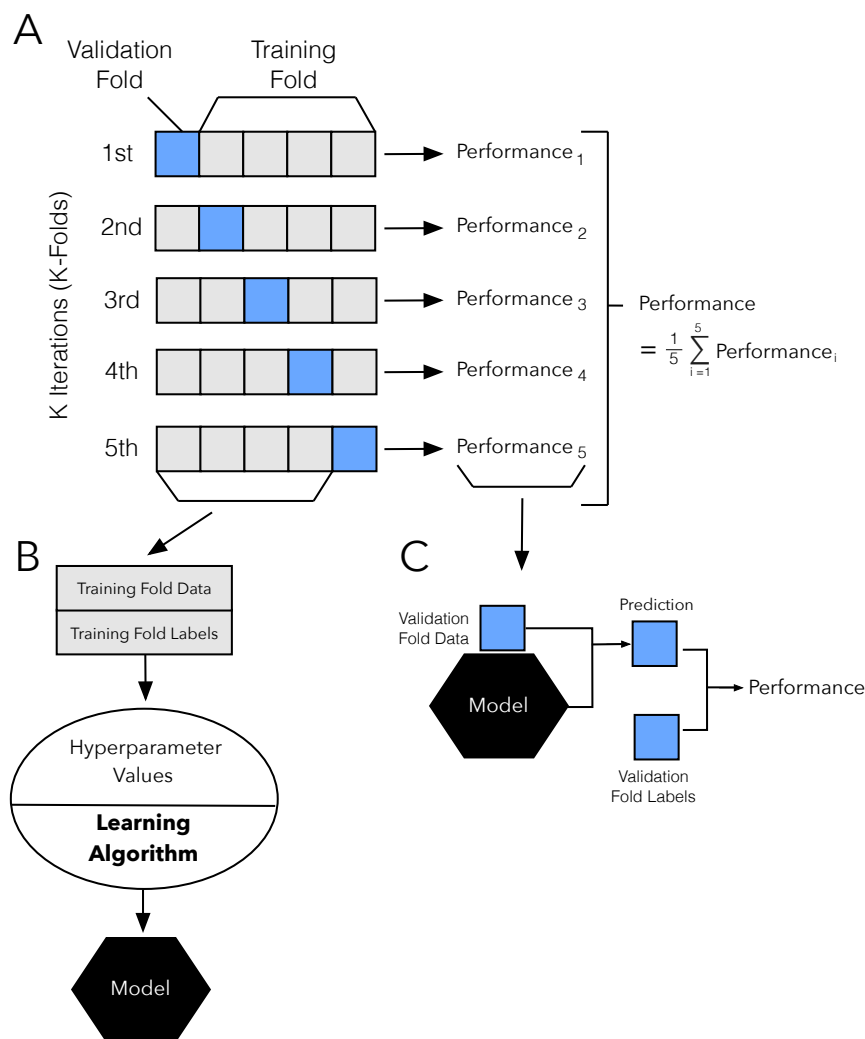 A
Validation
Fold
Training
Fold
K Iterations (K-Folds)
1st
Performance 1
2nd
Performance 2
3rd
Performance 3
4th
Performance 4
5th
Performance 5
Performance
= 1/5 5 ∑ i =1 Performance i
B
Training Fold Data
Training Fold Labels
Hyperparameter
Values
Learning
Algorithm
Model
C
Validation
Fold Data
Model
Prediction
Validation
Fold Labels
Performance